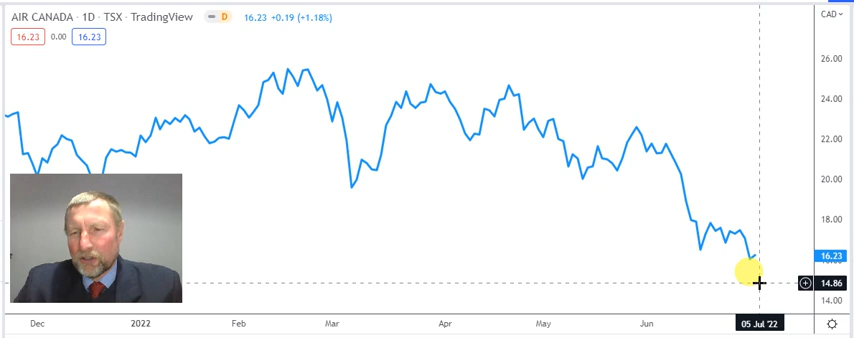 AIR CANADA · 1D · TSX · TradingView D 16.23 +0.19 (+1.18%) CAD
16.23 0.00 16.23
26.00
24.00
22.00
20.00
18.00
16.23
14.86
14.00
Dec 2022 Feb Mar Apr May Jun 05 Jul '22